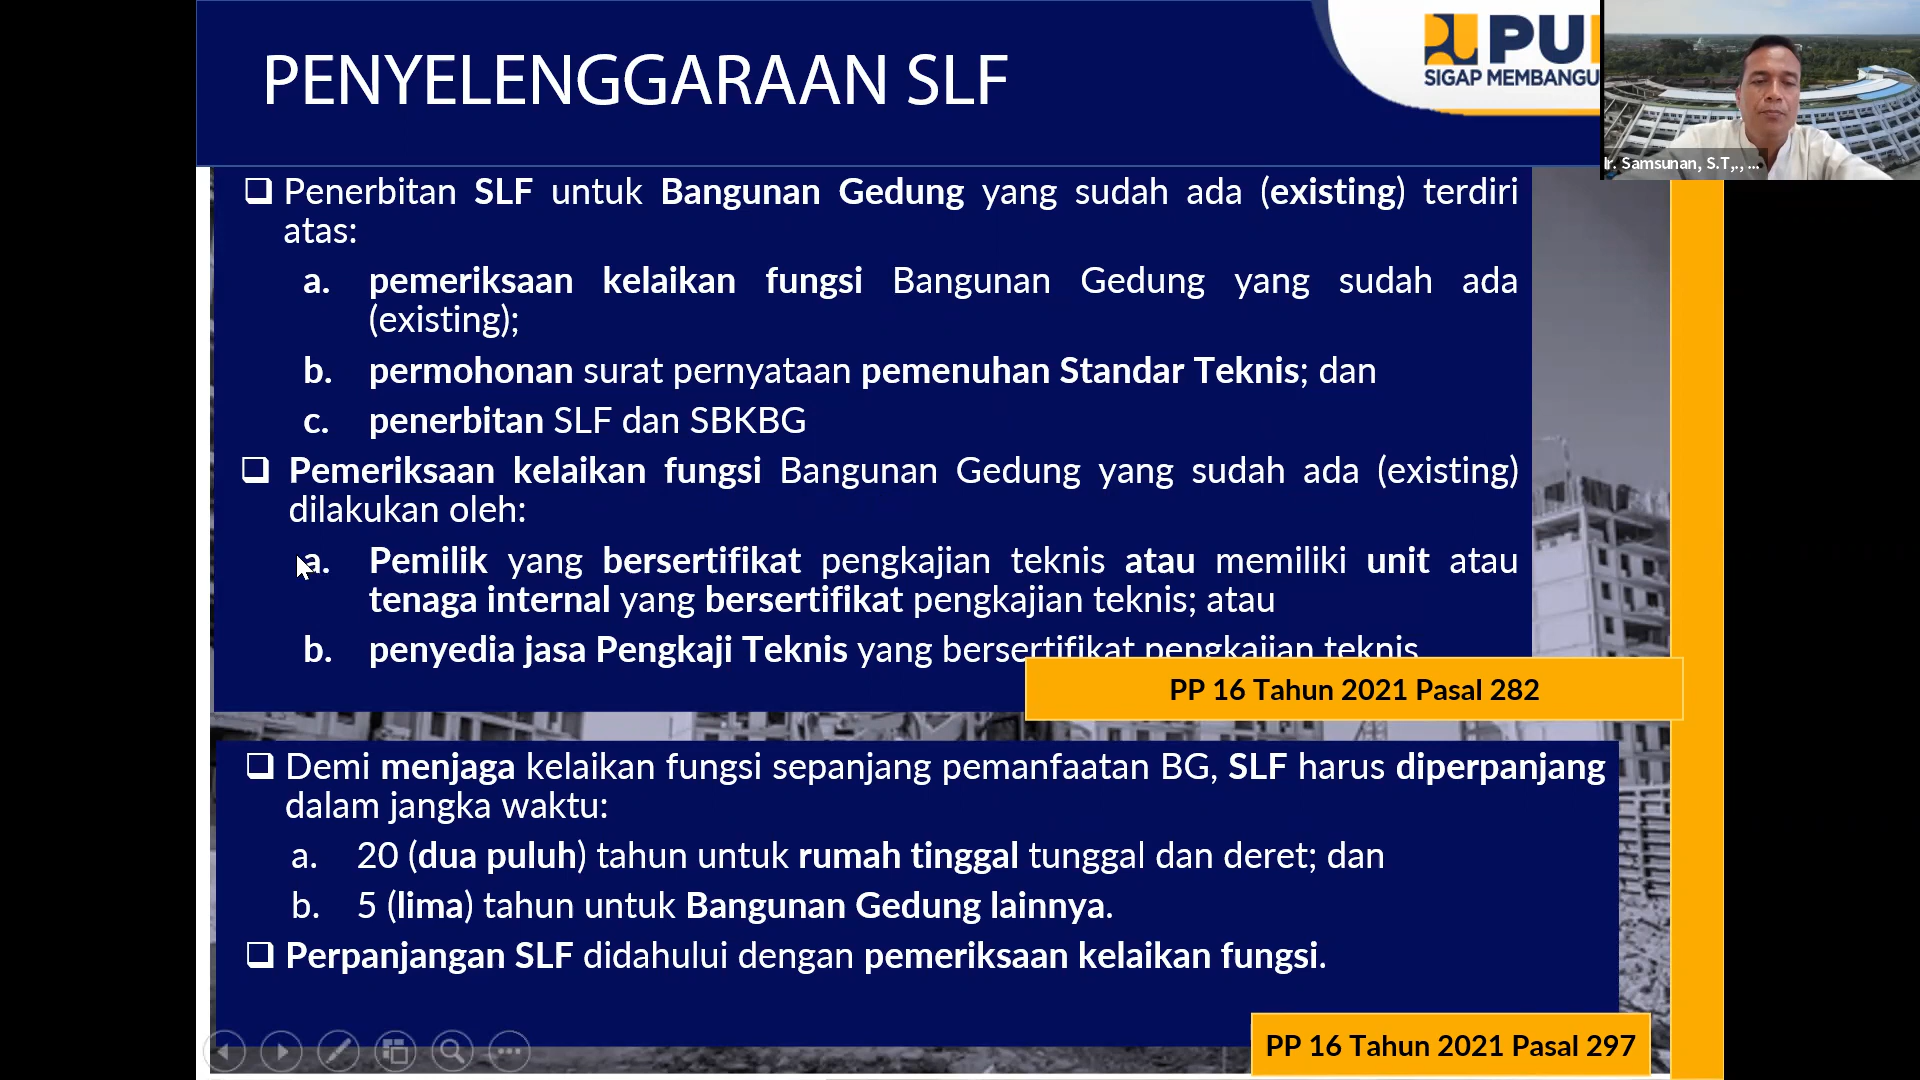 PENYELENGGARAAN SLF
PU
SIGAP MEMBANGU
Ir. Samsunan, S.T,., ...
Penerbitan SLF untuk Bangunan Gedung yang sudah ada (existing) terdiri
atas:
a. pemeriksaan kelaikan fungsi Bangunan Gedung yang sudah ada
(existing);
b. permohonan surat pernyataan pemenuhan Standar Teknis; dan
c. penerbitan SLF dan SBKBG
Pemeriksaan kelaikan fungsi Bangunan Gedung yang sudah ada (existing)
dilakukan oleh:
a. Pemilik yang bersertifikat pengkajian teknis atau memiliki unit atau
tenaga internal yang bersertifikat pengkajian teknis; atau
b. penyedia jasa Pengkaji Teknis yang bersertifikat pengkajian teknis
PP 16 Tahun 2021 Pasal 282
Demi menjaga kelaikan fungsi sepanjang pemanfaatan BG, SLF harus diperpanjang
dalam jangka waktu:
a. 20 (dua puluh) tahun untuk rumah tinggal tunggal dan deret; dan
b. 5 (lima) tahun untuk Bangunan Gedung lainnya.
Perpanjangan SLF didahului dengan pemeriksaan kelaikan fungsi.
PP 16 Tahun 2021 Pasal 297